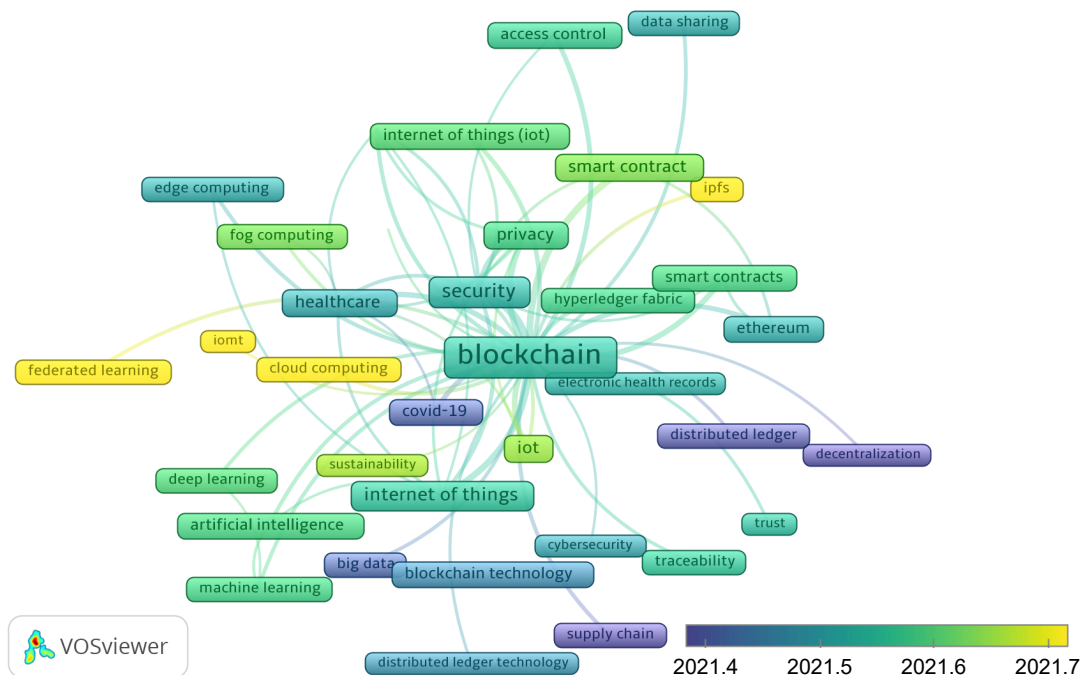 data sharing
access control
internet of things (iot)
smart contract
ipfs
edge computing
fog computing
privacy
smart contracts
security
hyperledger fabric
healthcare
ethereum
iomt
blockchain
federated learning
cloud computing
electronic health records
covid-19
distributed ledger
decentralization
iot
sustainability
deep learning
internet of things
artificial intelligence
trust
cybersecurity
traceability
big data
blockchain technology
machine learning
supply chain
distributed ledger technology
VOSviewer
2021.4 2021.5 2021.6 2021.7